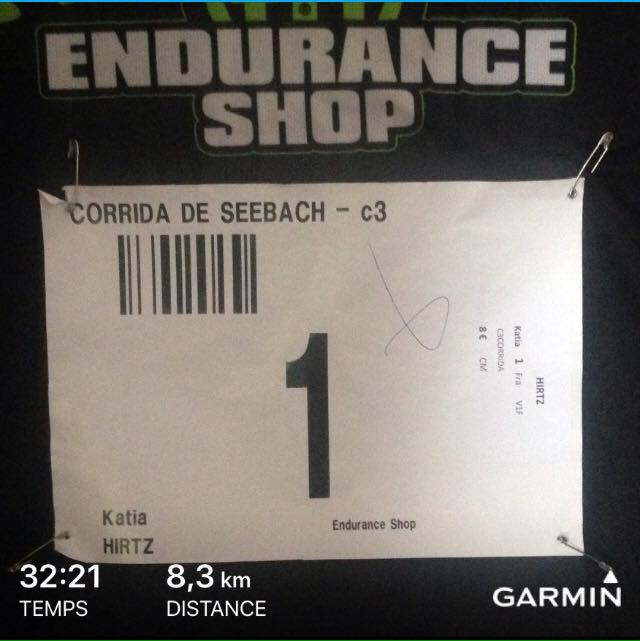 ENDURANCE
SHOP
CORRIDA DE SEEBACH - c3
HIRTZ
Katia 1 Fra V1F
C3CORRIDA
8€ CM
1
Katia
HIRTZ
Endurance Shop
32:21
TEMPS
8,3 km
DISTANCE
GARMIN